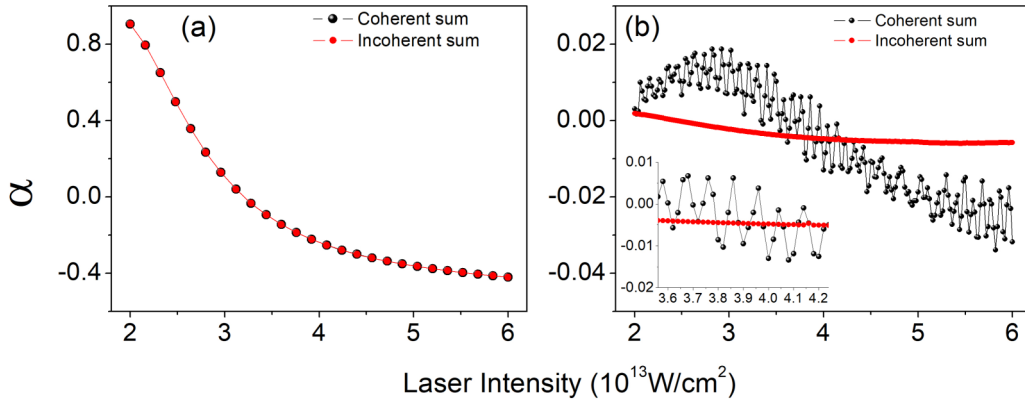 (a)
Coherent sum
Incoherent sum
α
0.8
0.4
0.0
-0.4
2 3 4 5 6
(b)
Coherent sum
Incoherent sum
0.02
0.00
-0.02
-0.04
0.01
0.00
-0.01
-0.02
3.6 3.7 3.8 3.9 4.0 4.1 4.2
2 3 4 5 6
Laser Intensity (10¹³W/cm²)